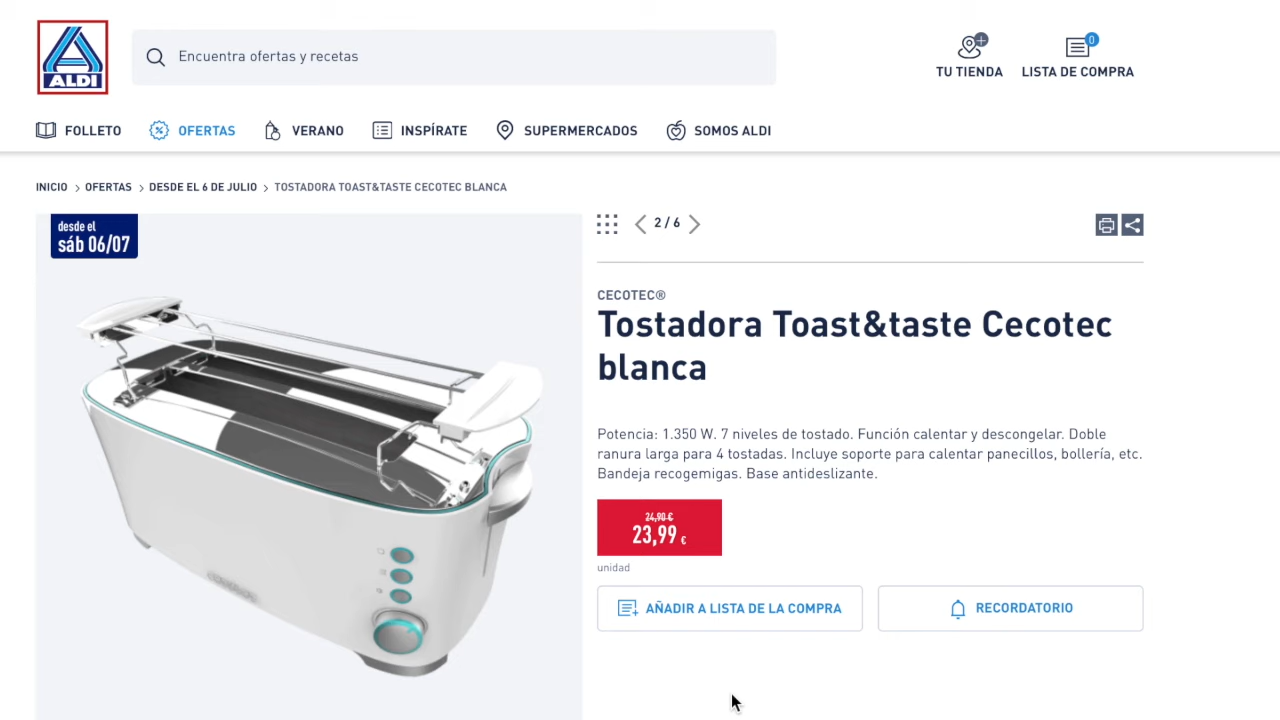 ALDI
Encuentra ofertas y recetas
TU TIENDA
0
LISTA DE COMPRA
FOLLETO
OFERTAS
VERANO
INSPÍRATE
SUPERMERCADOS
SOMOS ALDI
INICIO > OFERTAS > DESDE EL 6 DE JULIO > TOSTADORA TOAST&TASTE CECOTEC BLANCA
desde el
sáb 06/07
2 / 6
CECOTEC®
Tostadora Toast&taste Cecotec
blanca
Potencia: 1.350 W. 7 niveles de tostado. Función calentar y descongelar. Doble
ranura larga para 4 tostadas. Incluye soporte para calentar panecillos, bollería, etc.
Bandeja recogemigas. Base antideslizante.
24,90 €
23,99 €
unidad
AÑADIR A LISTA DE LA COMPRA
RECORDATORIO